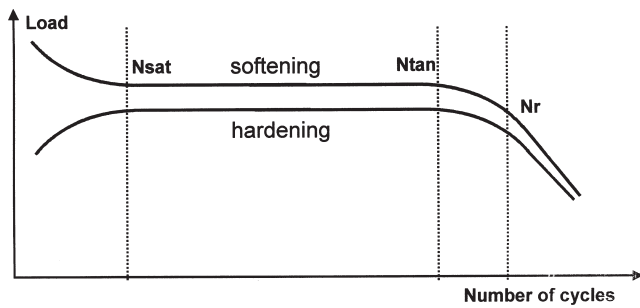 Load
Nsat
softening
Ntan
Nr
hardening
Number of cycles